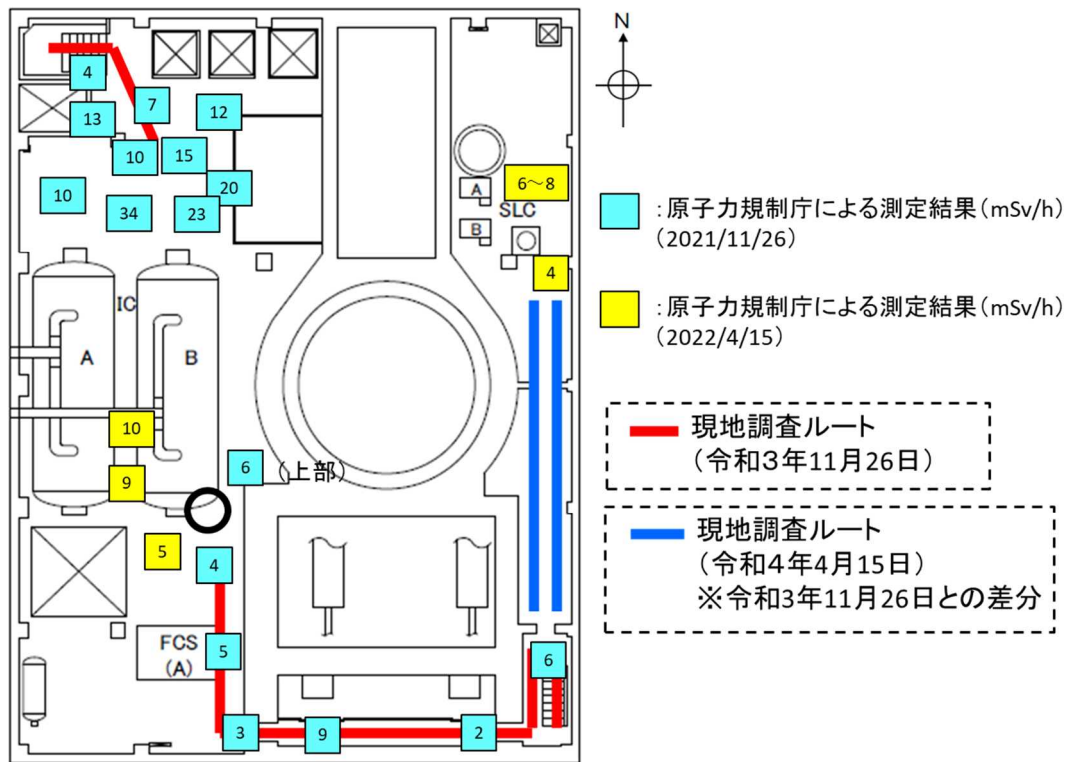 N
4
7
12
13
10
15
10
20
34
23
A
6～8
SLC
B
4
IC
A
B
10
9
6 (上部)
5
4
FCS
(A)
5
6
3
9
2
：原子力規制庁による測定結果(mSv/h)
(2021/11/26)
：原子力規制庁による測定結果(mSv/h)
(2022/4/15)
現地調査ルート
（令和３年11月26日）
現地調査ルート
（令和４年4月15日）
※令和3年11月26日との差分